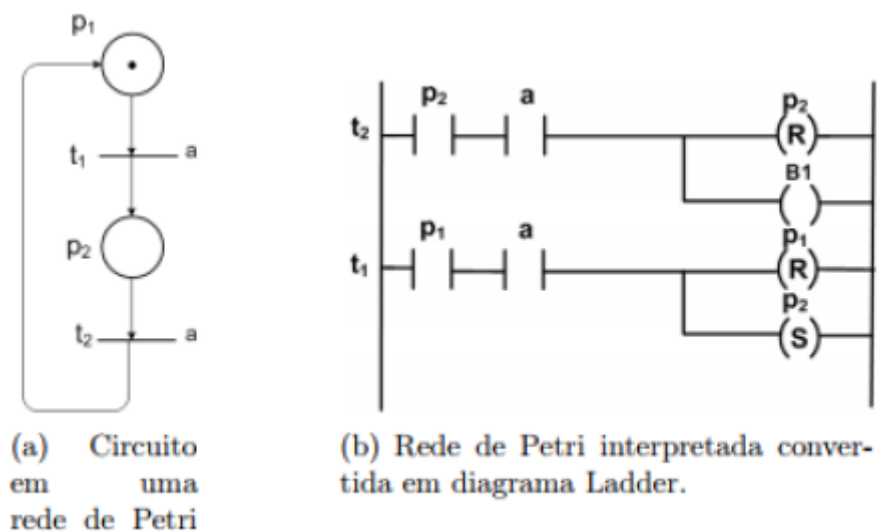 p₁
t₁ a
p₂
t₂ a
p₂ a p₂
t₂ (R)
B1
( )
p₁ a p₁
t₁ (R)
p₂
(S)
(a) Circuito
em uma
rede de Petri
(b) Rede de Petri interpretada conver-
tida em diagrama Ladder.